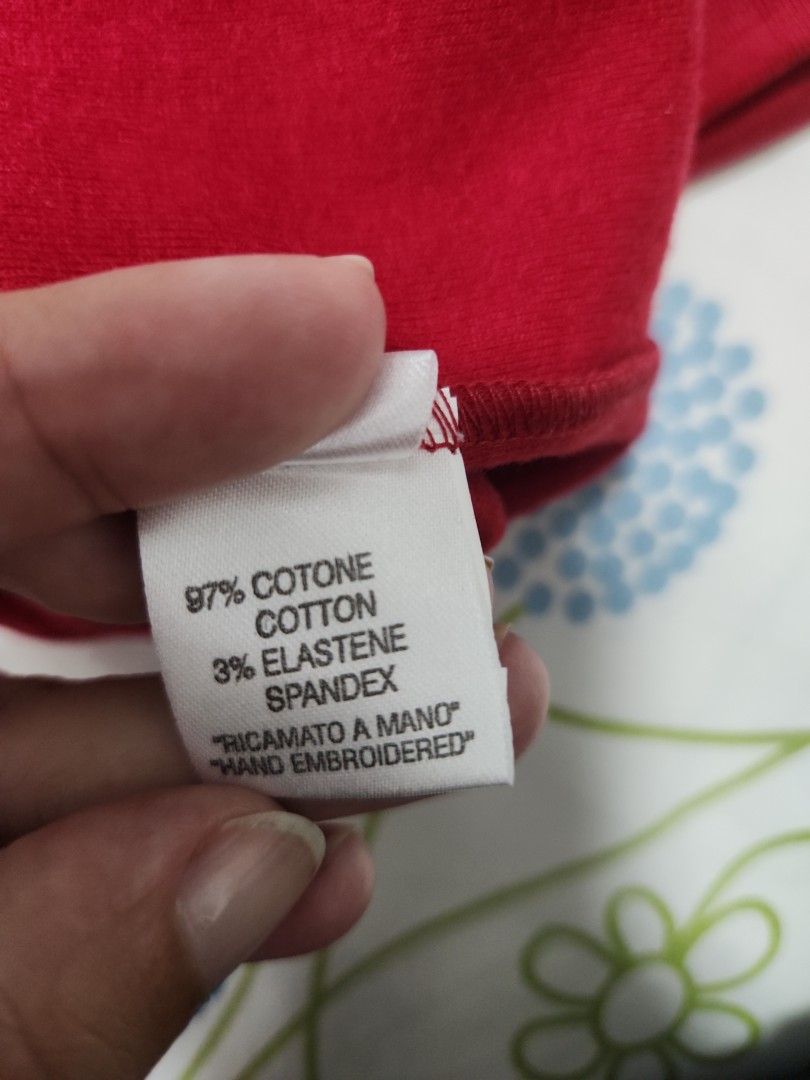 97% COTONE
COTTON
3% ELASTENE
SPANDEX
"RICAMATO A MANO"
"HAND EMBROIDERED"